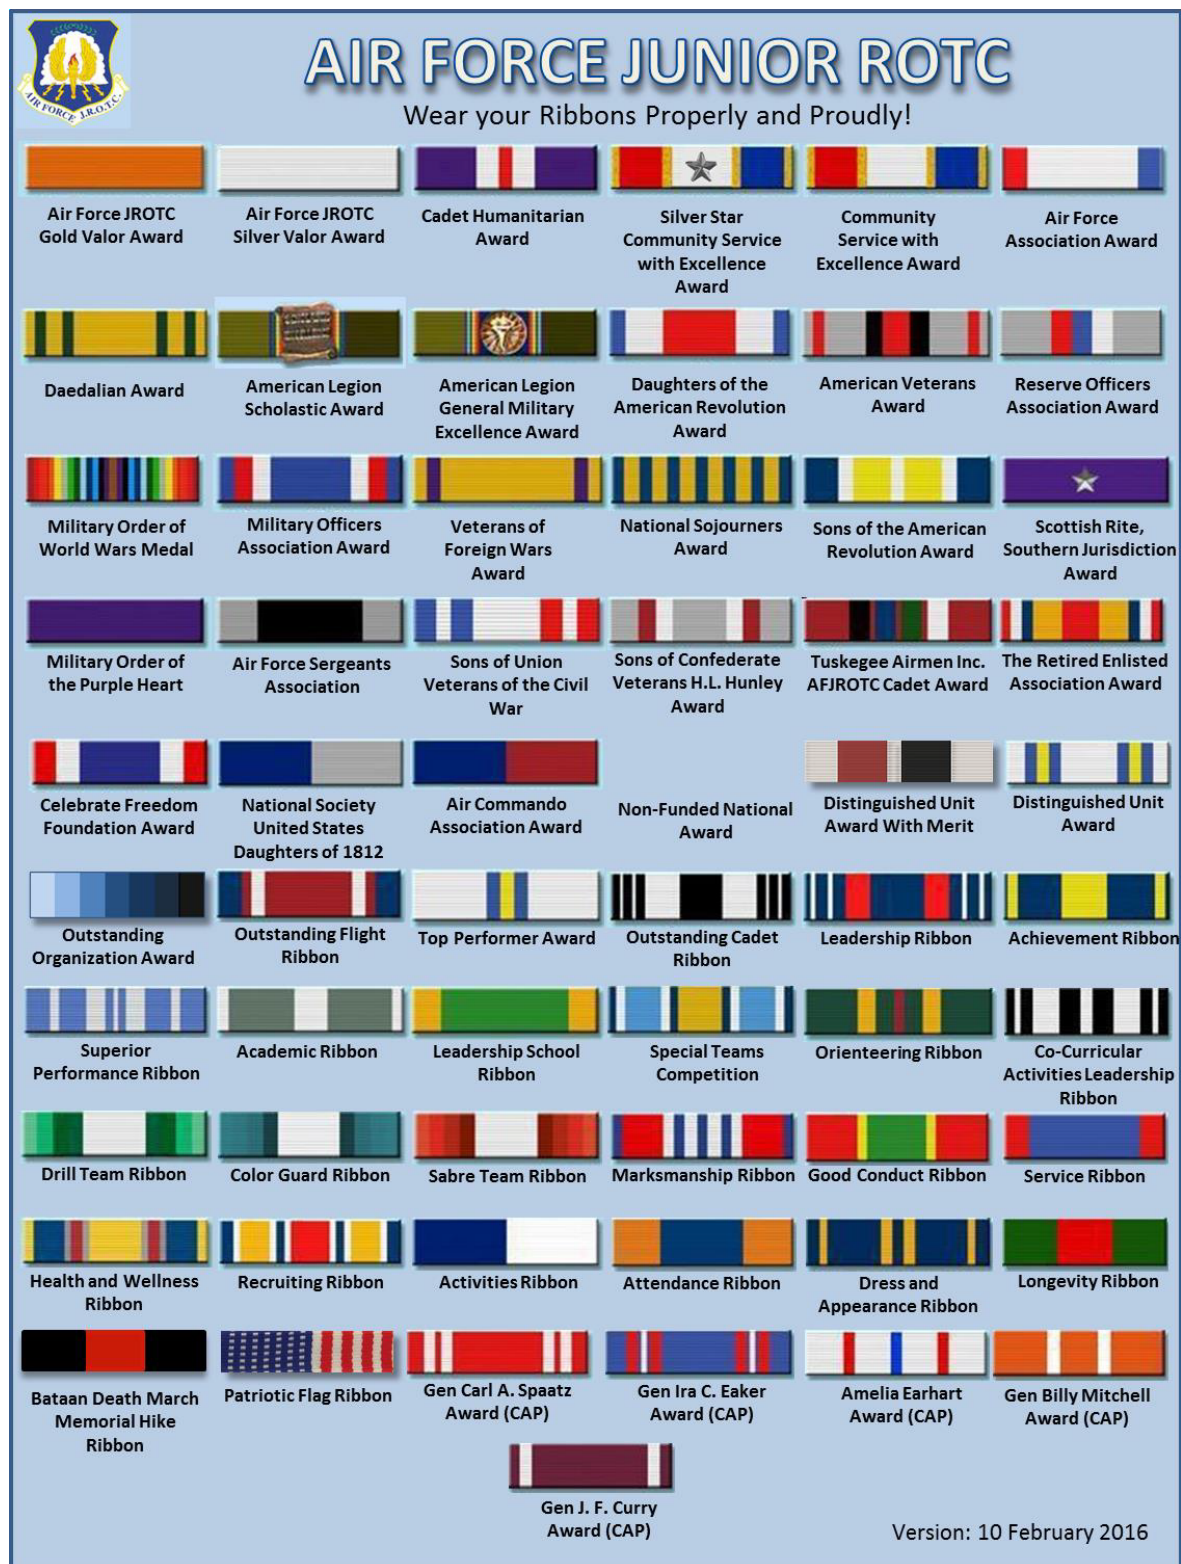 AIR FORCE J.R.O.T.C.
AIR FORCE JUNIOR ROTC
Wear your Ribbons Properly and Proudly!
Air Force JROTC
Gold Valor Award
Air Force JROTC
Silver Valor Award
Cadet Humanitarian
Award
Silver Star
Community Service
with Excellence
Award
Community
Service with
Excellence Award
Air Force
Association Award
Daedalian Award
American Legion
Scholastic Award
American Legion
General Military
Excellence Award
Daughters of the
American Revolution
Award
American Veterans
Award
Reserve Officers
Association Award
Military Order of
World Wars Medal
Military Officers
Association Award
Veterans of
Foreign Wars
Award
National Sojourners
Award
Sons of the American
Revolution Award
Scottish Rite,
Southern Jurisdiction
Award
Military Order of
the Purple Heart
Air Force Sergeants
Association
Sons of Union
Veterans of the Civil
War
Sons of Confederate
Veterans H.L. Hunley
Award
Tuskegee Airmen Inc.
AFJROTC Cadet Award
The Retired Enlisted
Association Award
Celebrate Freedom
Foundation Award
National Society
United States
Daughters of 1812
Air Commando
Association Award
Non-Funded National
Award
Distinguished Unit
Award With Merit
Distinguished Unit
Award
Outstanding
Organization Award
Outstanding Flight
Ribbon
Top Performer Award
Outstanding Cadet
Ribbon
Leadership Ribbon
Achievement Ribbon
Superior
Performance Ribbon
Academic Ribbon
Leadership School
Ribbon
Special Teams
Competition
Orienteering Ribbon
Co-Curricular
Activities Leadership
Ribbon
Drill Team Ribbon
Color Guard Ribbon
Sabre Team Ribbon
Marksmanship Ribbon
Good Conduct Ribbon
Service Ribbon
Health and Wellness
Ribbon
Recruiting Ribbon
Activities Ribbon
Attendance Ribbon
Dress and
Appearance Ribbon
Longevity Ribbon
Bataan Death March
Memorial Hike
Ribbon
Patriotic Flag Ribbon
Gen Carl A. Spaatz
Award (CAP)
Gen Ira C. Eaker
Award (CAP)
Amelia Earhart
Award (CAP)
Gen Billy Mitchell
Award (CAP)
Gen J. F. Curry
Award (CAP)
Version: 10 February 2016